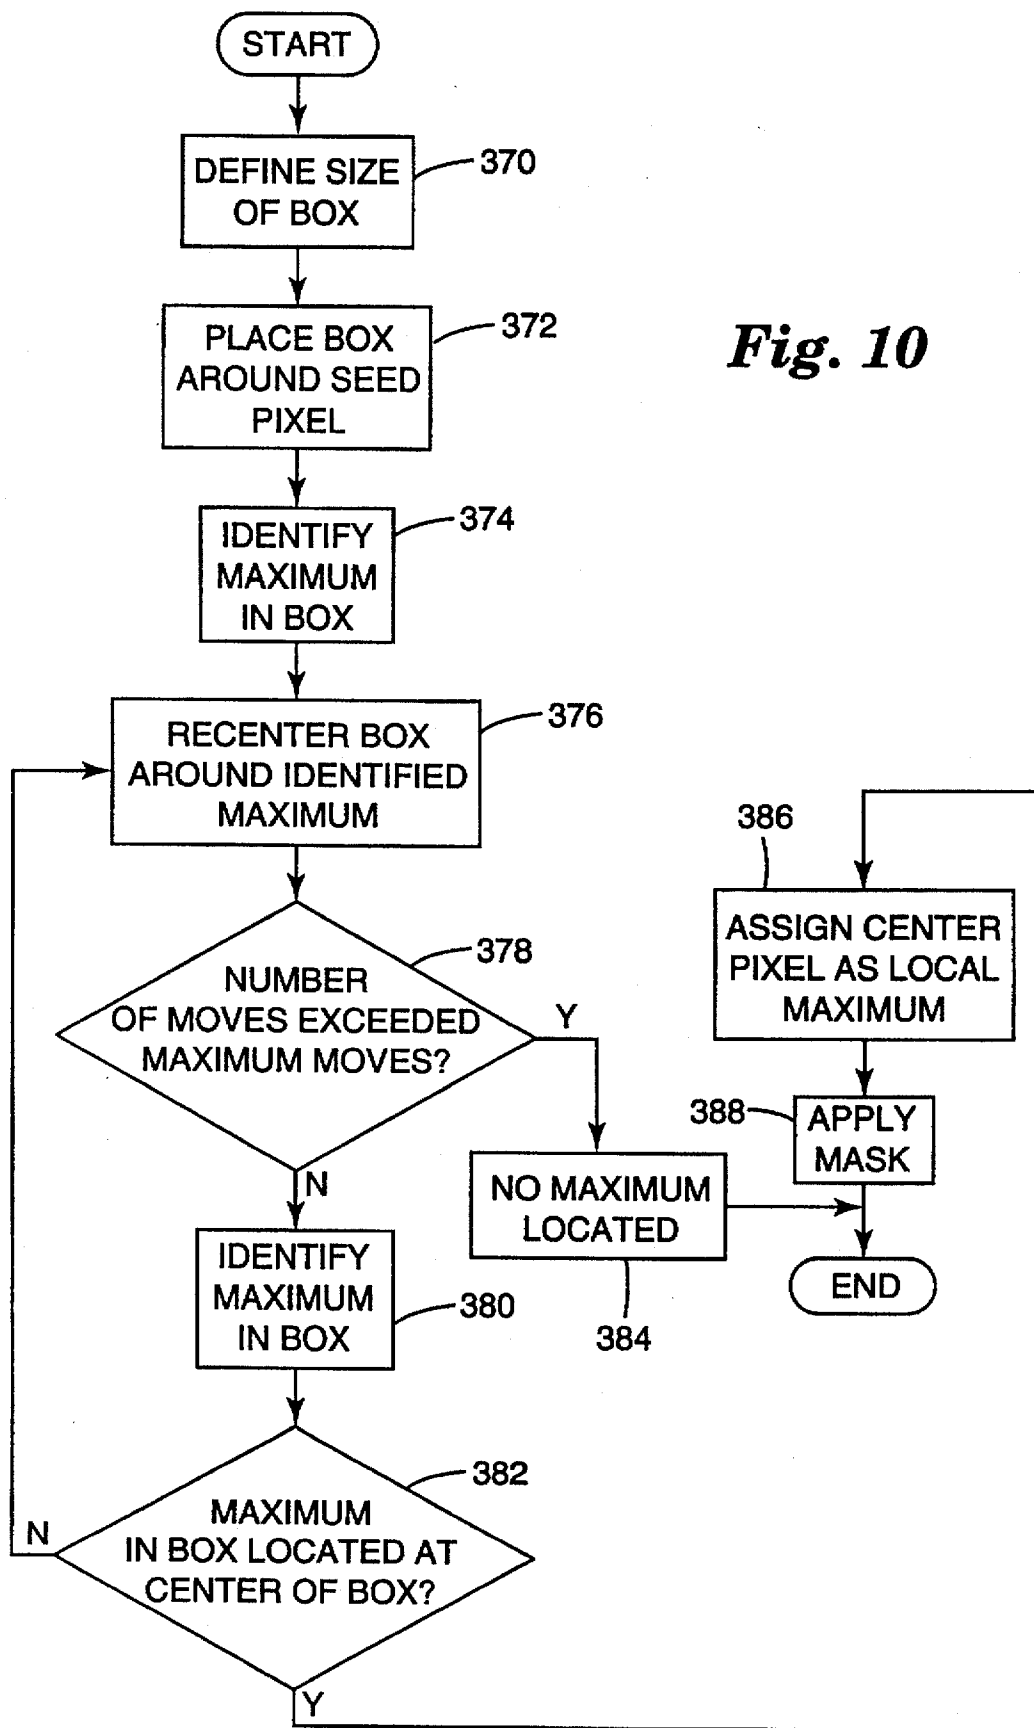 START
DEFINE SIZE
OF BOX
370
PLACE BOX
AROUND SEED
PIXEL
372
Fig. 10
IDENTIFY
MAXIMUM
IN BOX
374
RECENTER BOX
AROUND IDENTIFIED
MAXIMUM
376
NUMBER
OF MOVES EXCEEDED
MAXIMUM MOVES?
378
Y
N
IDENTIFY
MAXIMUM
IN BOX
380
NO MAXIMUM
LOCATED
384
MAXIMUM
IN BOX LOCATED AT
CENTER OF BOX?
382
N
Y
386
ASSIGN CENTER
PIXEL AS LOCAL
MAXIMUM
388
APPLY
MASK
END